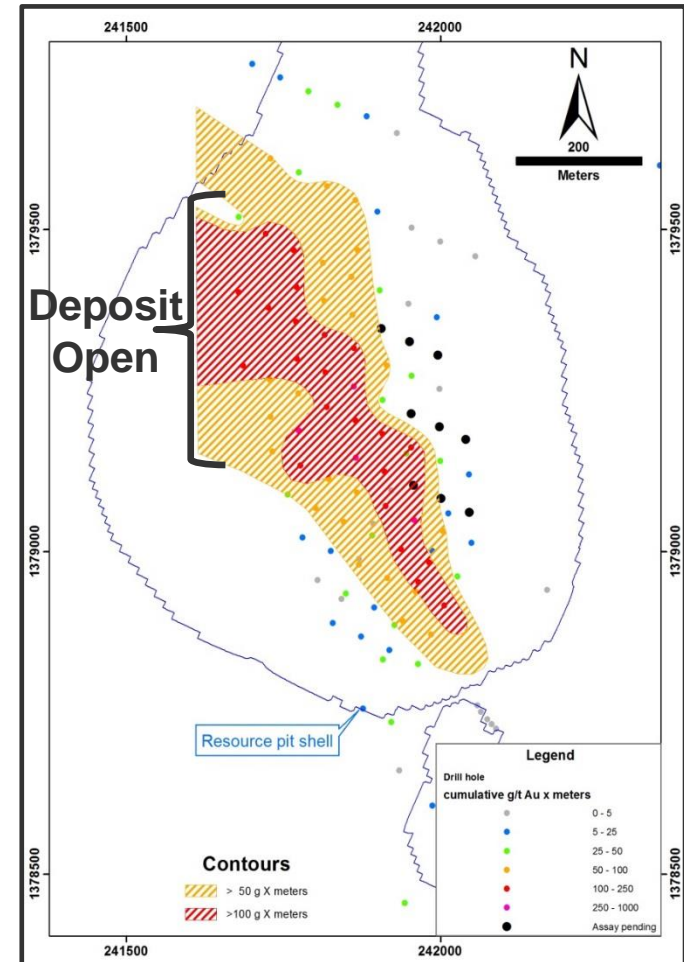 241500
242000
N
200
Meters
1379500
1379500
Deposit
Open
1379000
1379000
Resource pit shell
Legend
Drill hole
cumulative g/t Au x meters
0 - 5
5 - 25
25 - 50
50 - 100
100 - 250
250 - 1000
Assay pending
Contours
> 50 g X meters
>100 g X meters
1378500
1378500
241500
242000